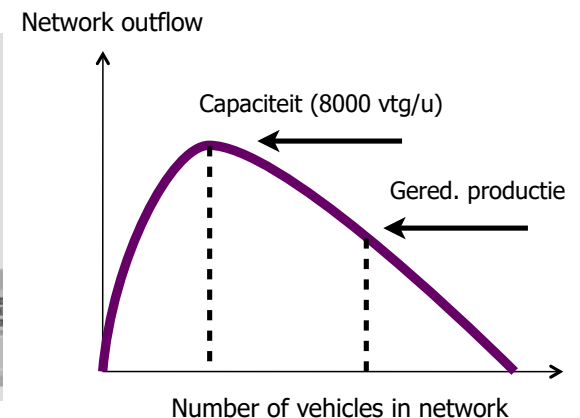 Network outflow
Capaciteit (8000 vtg/u)
Gered. productie
Number of vehicles in network